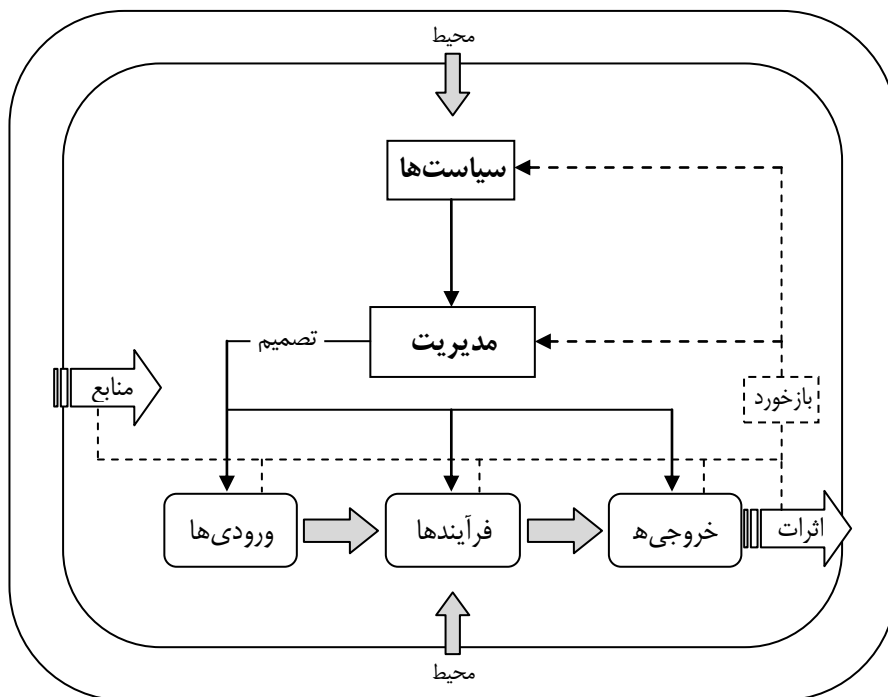 محیط
سیاست‌ها
مدیریت
تصمیم
منابع
بازخورد
ورودی‌ها
فرآیندها
خروجی‌ه
اثرات
محیط